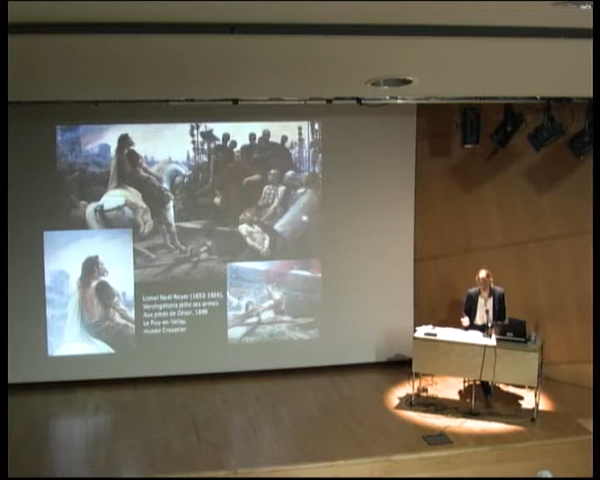 Lionel Noël Royer (1852-1924),
Vercingétorix jette ses armes
Aux pieds de César, 1899
Le Puy-en-Velay,
musée Crozatier